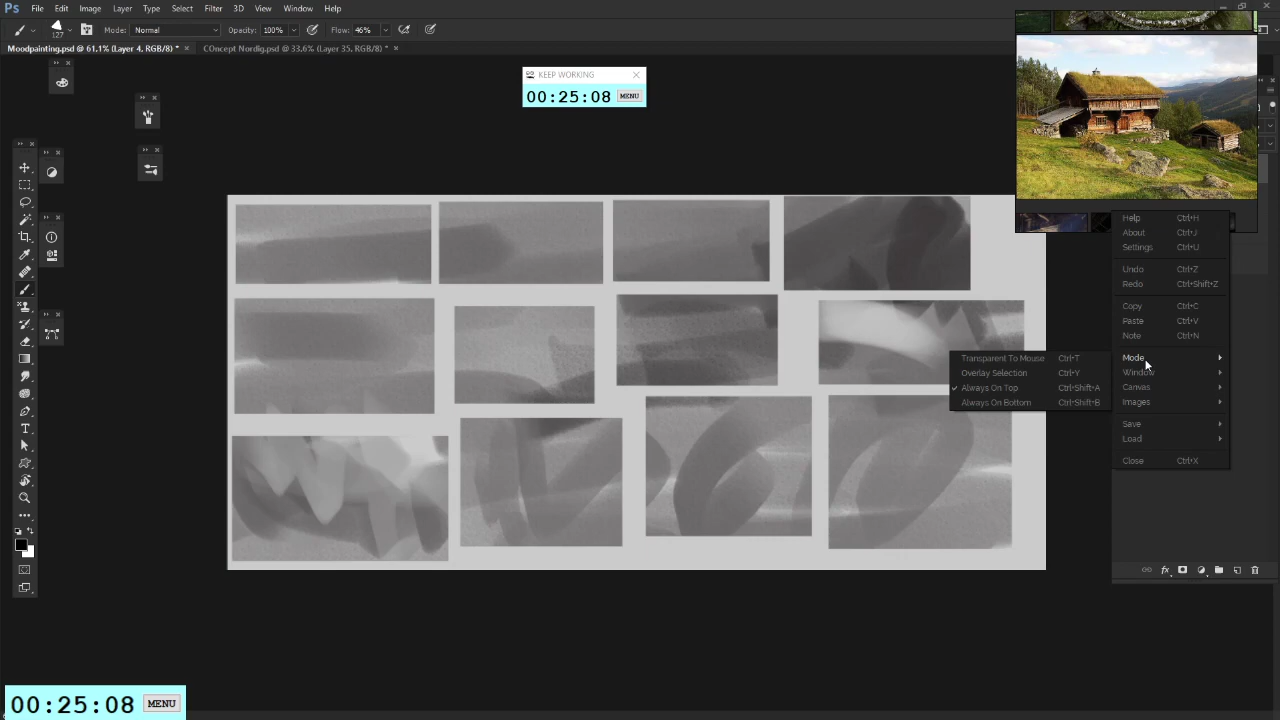 Ps File Edit Image Layer Type Select Filter 3D View Window Help
127 Mode: Normal Opacity: 100% Flow: 46%
Moodpainting.psd @ 61,1% (Layer 4, RGB/8) * × COncept Nordig.psd @ 33,6% (Layer 35, RGB/8) * ×
KEEP WORKING
00:25:08 MENU
Help Ctrl+H
About Ctrl+J
Settings Ctrl+U
Undo Ctrl+Z
Redo Ctrl+Shift+Z
Copy Ctrl+C
Paste Ctrl+V
Note Ctrl+N
Mode
Window
Canvas
Images
Save
Load
Close Ctrl+X
Transparent To Mouse Ctrl+T
Overlay Selection Ctrl+Y
Always On Top Ctrl+Shift+A
Always On Bottom Ctrl+Shift+B
fx
00:25:08 MENU